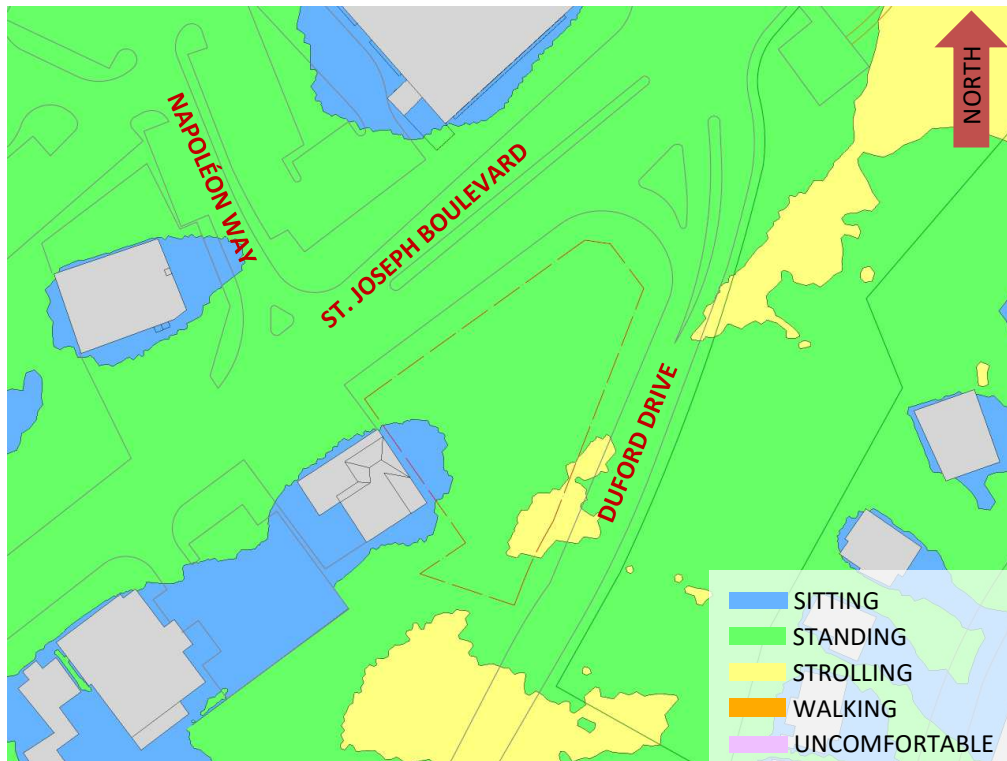 NORTH
NAPOLÉON WAY
ST. JOSEPH BOULEVARD
DUFORD DRIVE
SITTING
STANDING
STROLLING
WALKING
UNCOMFORTABLE